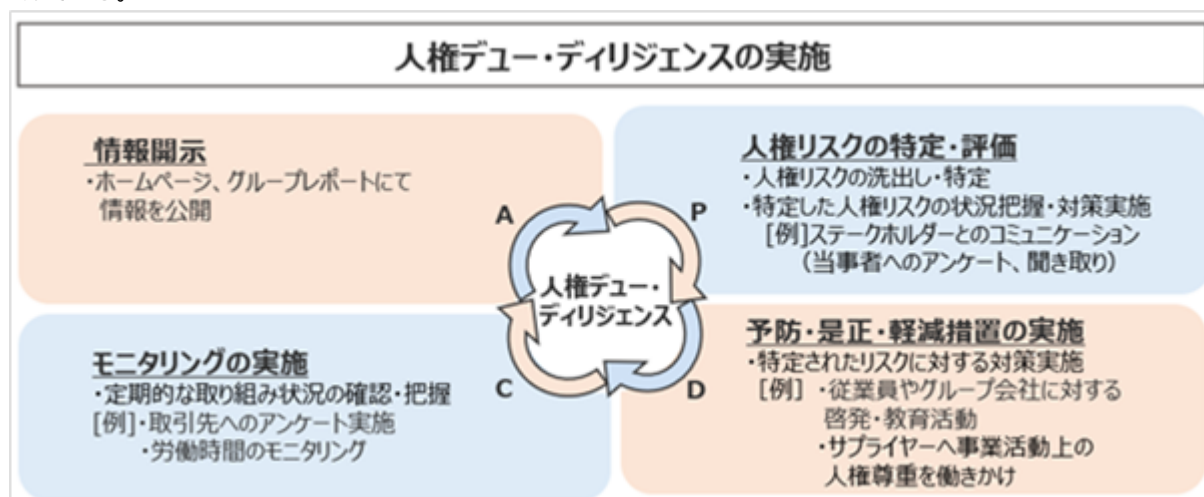 人権デュー・ディリジェンスの実施
情報開示
・ホームページ、グループレポートにて
情報を公開
人権リスクの特定・評価
・人権リスクの洗出し・特定
・特定した人権リスクの状況把握・対策実施
[例]ステークホルダーとのコミュニケーション
（当事者へのアンケート、聞き取り）
A
P
人権デュー・
ディリジェンス
C
D
モニタリングの実施
・定期的な取り組み状況の確認・把握
[例]・取引先へのアンケート実施
・労働時間のモニタリング
予防・是正・軽減措置の実施
・特定されたリスクに対する対策実施
[例] ・従業員やグループ会社に対する
啓発・教育活動
・サプライヤーへ事業活動上の
人権尊重を働きかけ